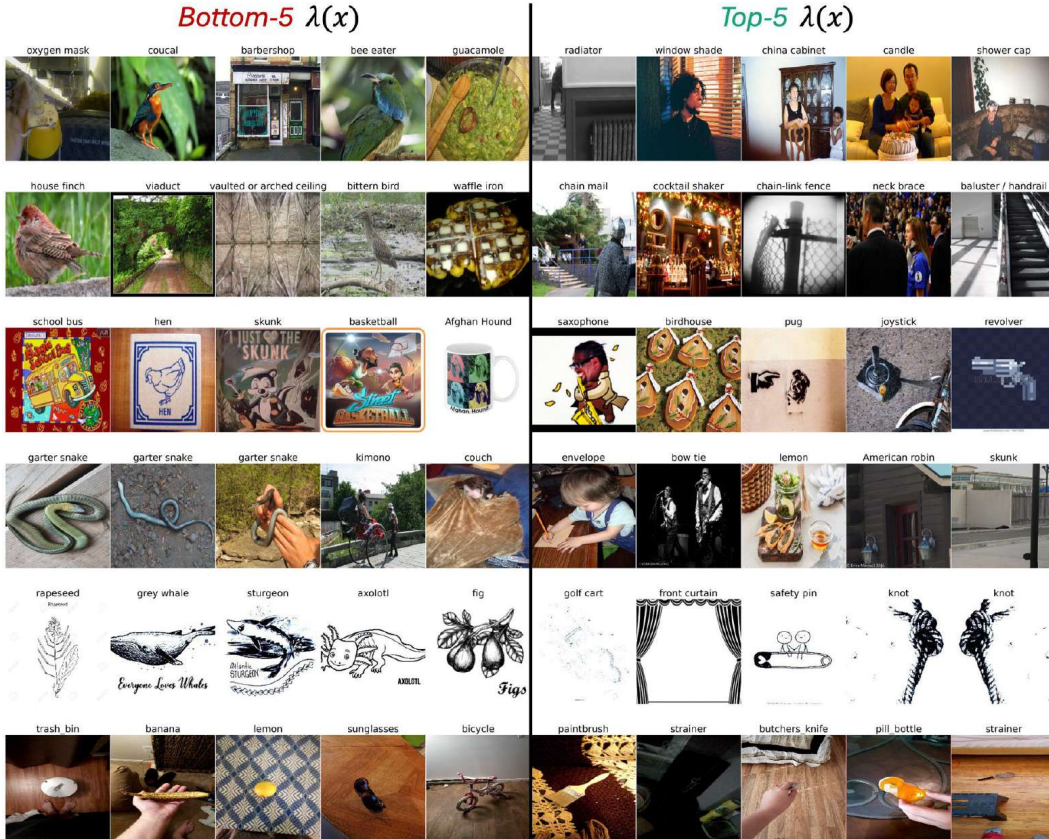 Bottom-5 λ(x)
Top-5 λ(x)
oxygen mask
coucal
barbershop
bee eater
guacamole
radiator
window shade
china cabinet
candle
shower cap
house finch
viaduct
vaulted or arched ceiling
bittern bird
waffle iron
chain mail
cocktail shaker
chain-link fence
neck brace
baluster / handrail
school bus
hen
skunk
basketball
Afghan Hound
saxophone
birdhouse
pug
joystick
revolver
School Bus
HEN
I JUST THE
SKUNK
Street
BASKETBALL
Afghan Hound
garter snake
garter snake
garter snake
kimono
couch
envelope
bow tie
lemon
American robin
skunk
rapeseed
grey whale
sturgeon
axolotl
fig
golf cart
front curtain
safety pin
knot
knot
Everyone Loves Whales
Atlantic
STURGEON
AXOLOTL
Figs
trash_bin
banana
lemon
sunglasses
bicycle
paintbrush
strainer
butchers_knife
pill_bottle
strainer